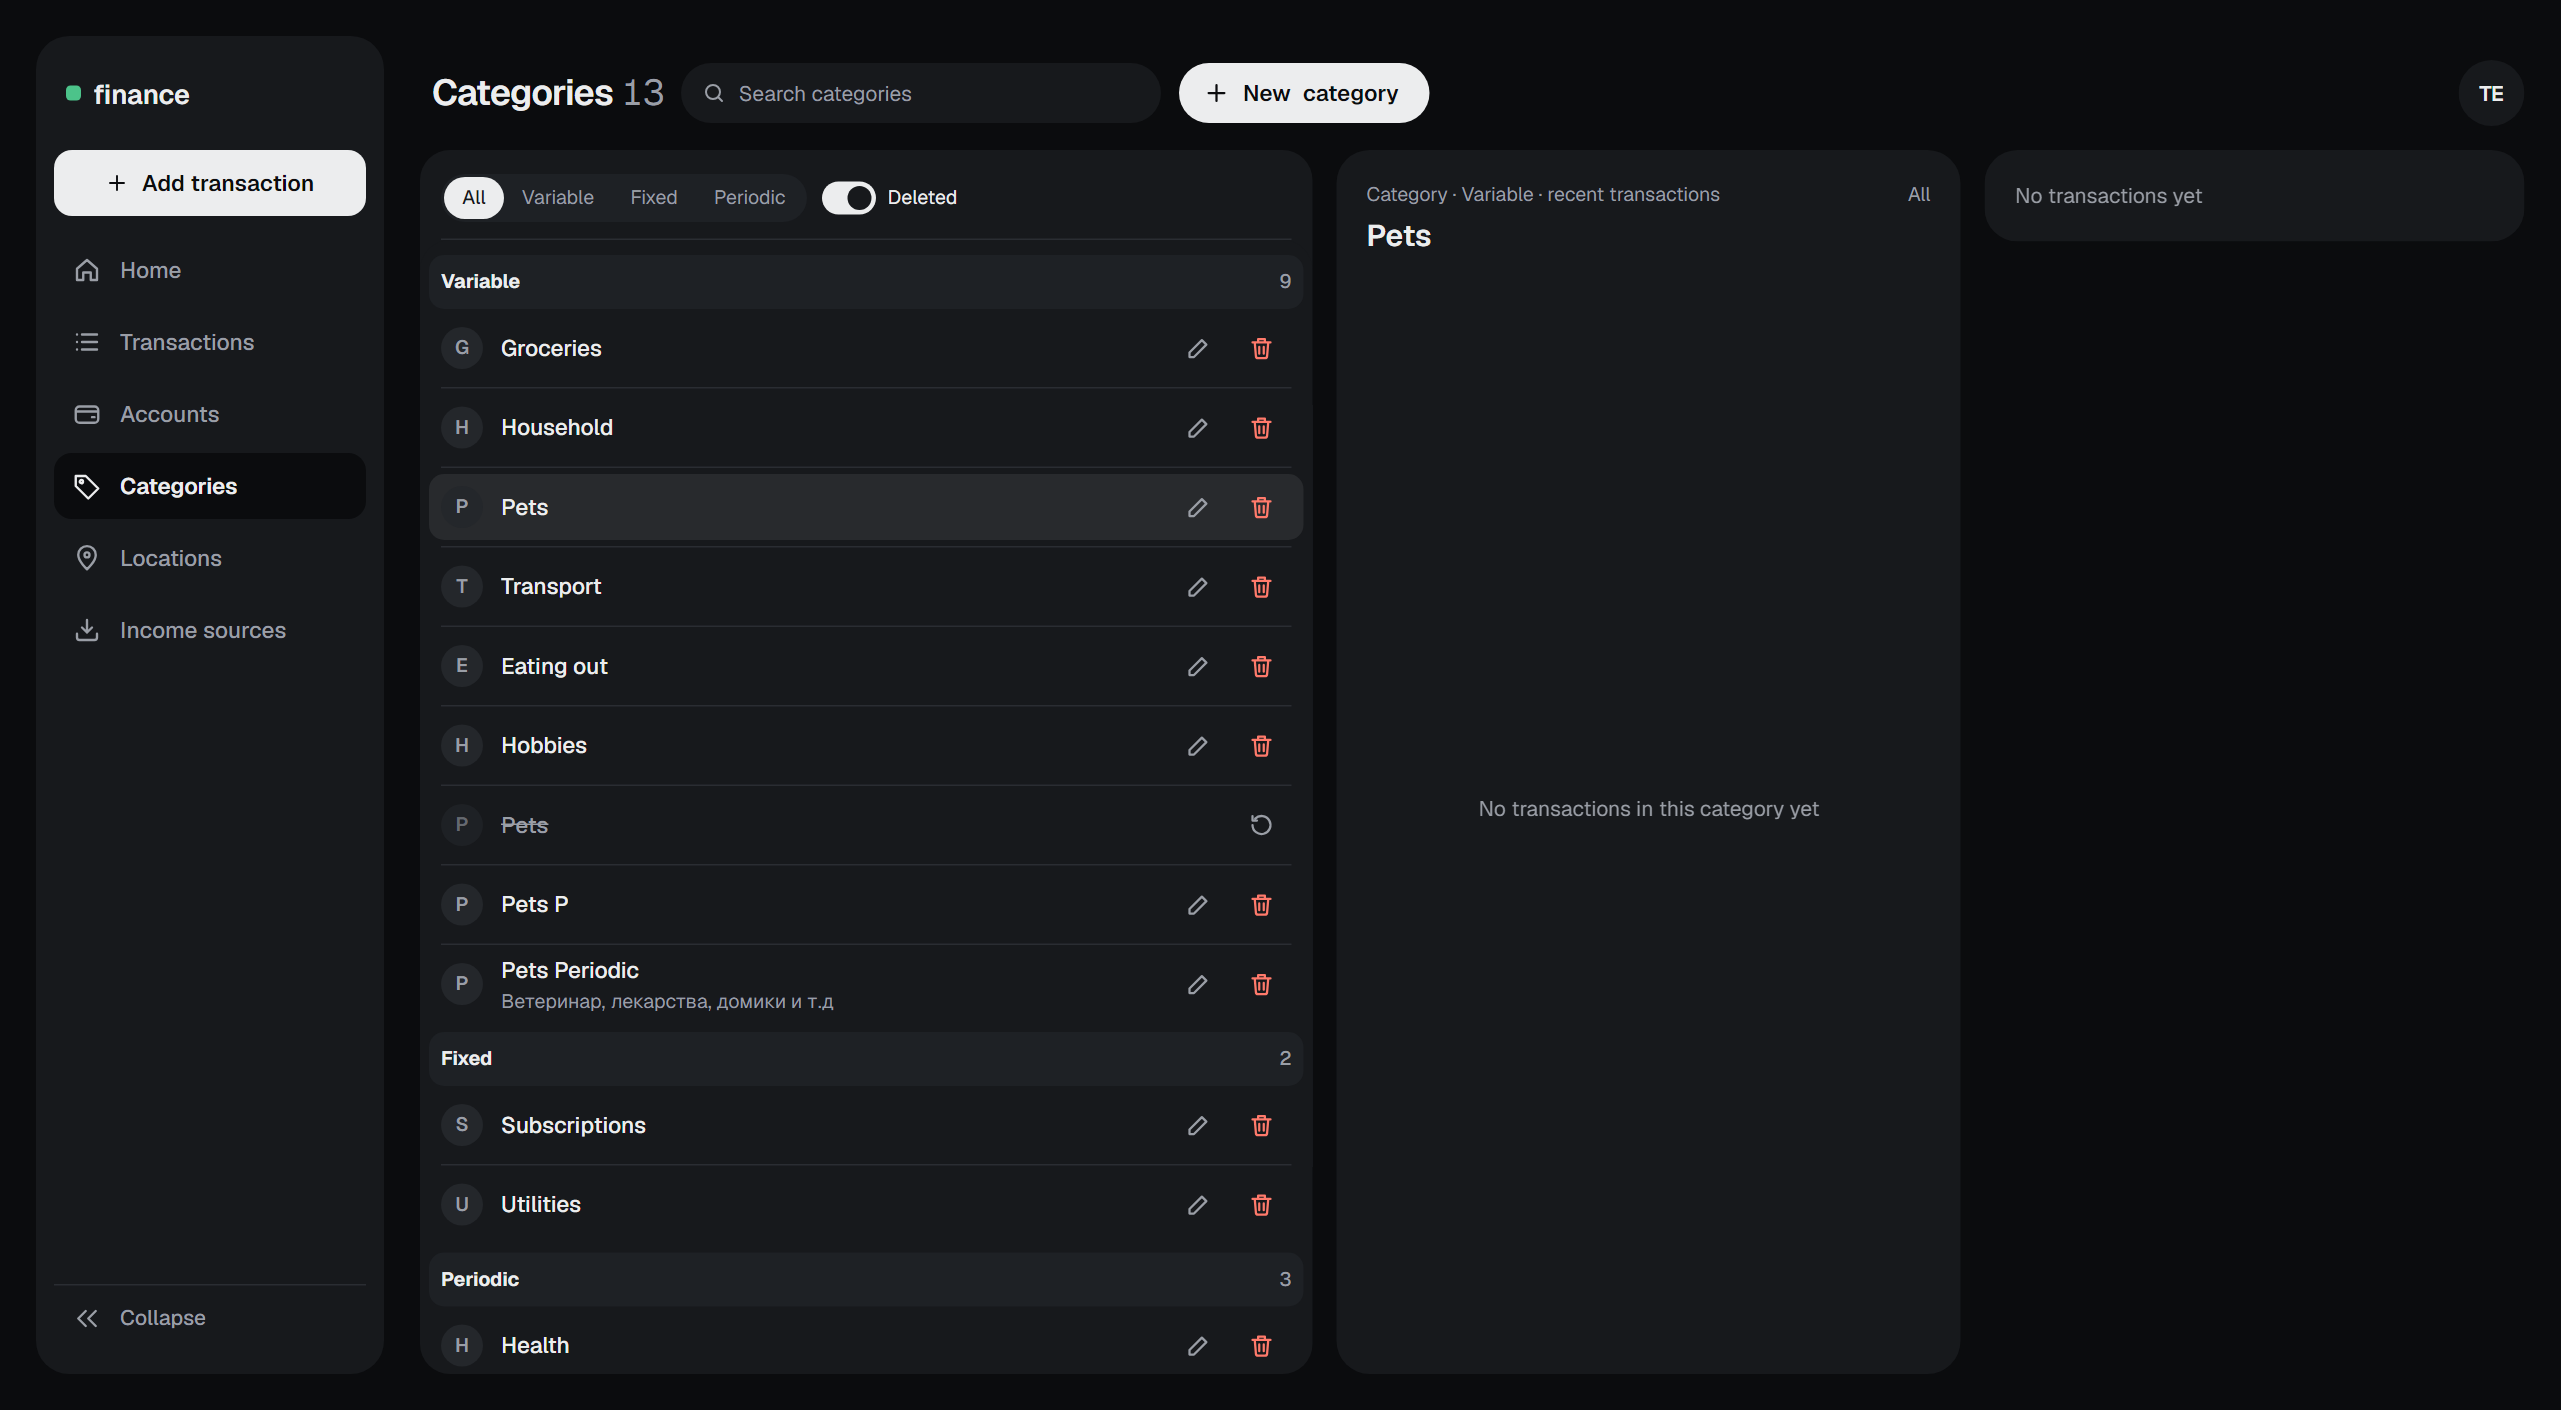 finance
Add transaction
Home
Transactions
Accounts
Categories
Locations
Income sources
Collapse
Categories 13
Search categories
New category
TE
All Variable Fixed Periodic Deleted
Variable 9
G Groceries
H Household
P Pets
T Transport
E Eating out
H Hobbies
P Pets
P Pets P
P Pets Periodic
Ветеринар, лекарства, домики и т.д
Fixed 2
S Subscriptions
U Utilities
Periodic 3
H Health
Category · Variable · recent transactions All
Pets
No transactions in this category yet
No transactions yet